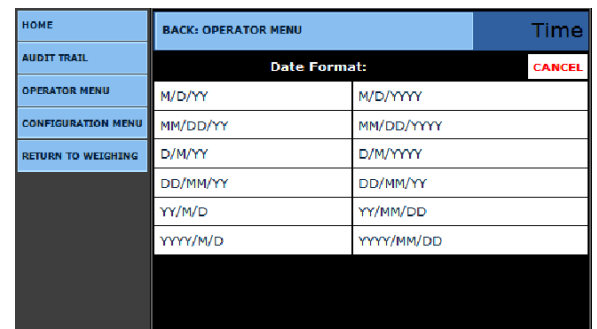 HOME
AUDIT TRAIL
OPERATOR MENU
CONFIGURATION MENU
RETURN TO WEIGHING
BACK: OPERATOR MENU
Time
Date Format:
CANCEL
M/D/YY
M/D/YYYY
MM/DD/YY
MM/DD/YYYY
D/M/YY
D/M/YYYY
DD/MM/YY
DD/MM/YY
YY/M/D
YY/MM/DD
YYYY/M/D
YYYY/MM/DD